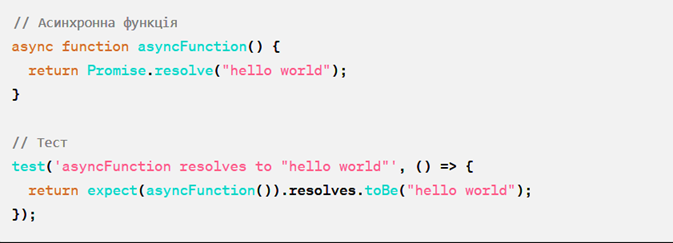 // Асинхронна функція
async function asyncFunction() {
  return Promise.resolve("hello world");
}

// Тест
test('asyncFunction resolves to "hello world"', () => {
  return expect(asyncFunction()).resolves.toBe("hello world");
});